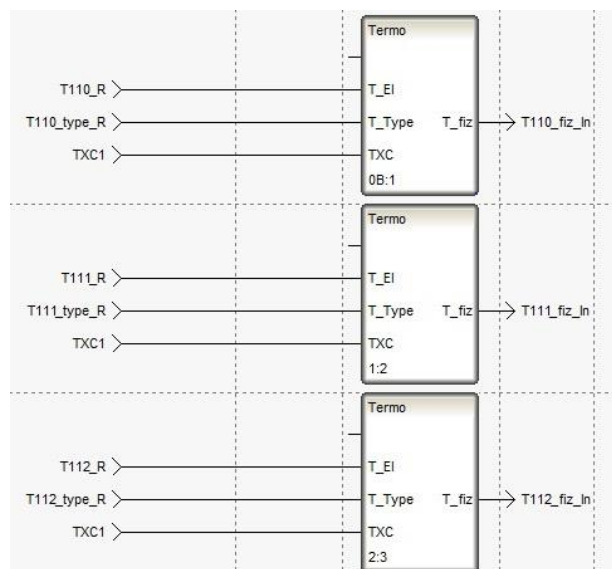 Termo
T110_R
T_El
T110_type_R
T_Type
T_fiz
T110_fiz_In
TXC1
TXC
0B:1
Termo
T111_R
T_El
T111_type_R
T_Type
T_fiz
T111_fiz_In
TXC1
TXC
1:2
Termo
T112_R
T_El
T112_type_R
T_Type
T_fiz
T112_fiz_In
TXC1
TXC
2:3